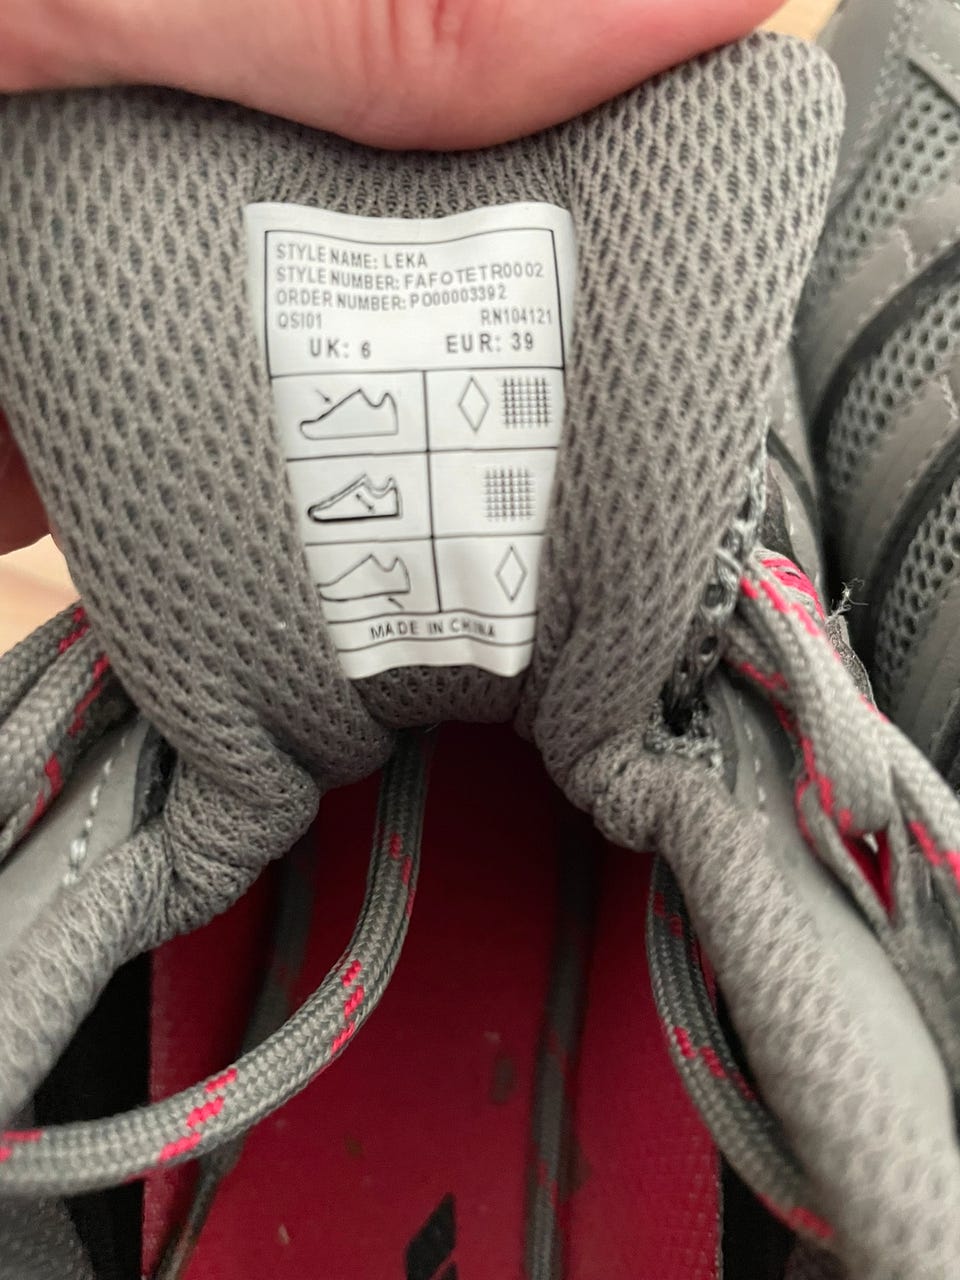 STYLE NAME: LEKA
STYLE NUMBER: FAFOTETR0002
ORDER NUMBER: PO00003392
QSI01 RN104121
UK: 6 EUR: 39
MADE IN CHINA